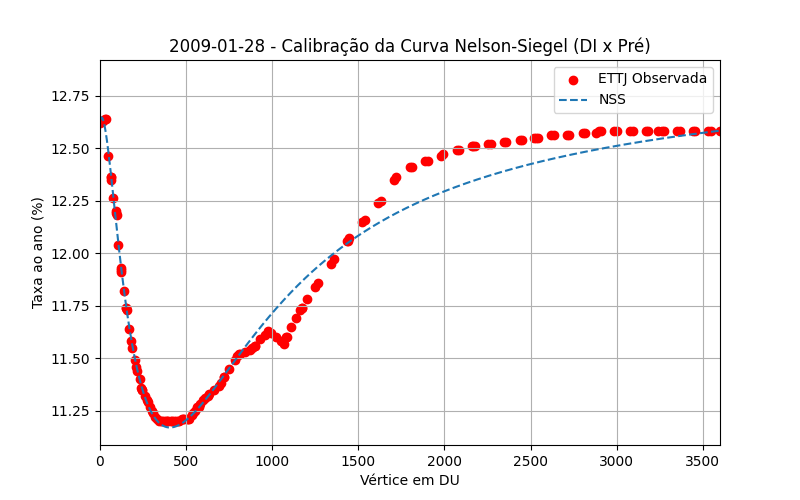 2009-01-28 - Calibração da Curva Nelson-Siegel (DI x Pré)
ETTJ Observada
NSS
12.75
12.50
12.25
12.00
11.75
11.50
11.25
Taxa ao ano (%)
0 500 1000 1500 2000 2500 3000 3500
Vértice em DU